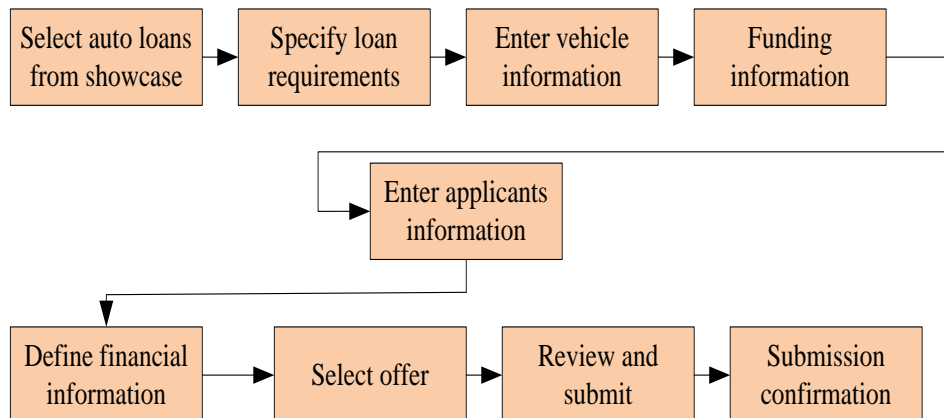 Select auto loans
from showcase
Specify loan
requirements
Enter vehicle
information
Funding
information
Enter applicants
information
Define financial
information
Select offer
Review and
submit
Submission
confirmation